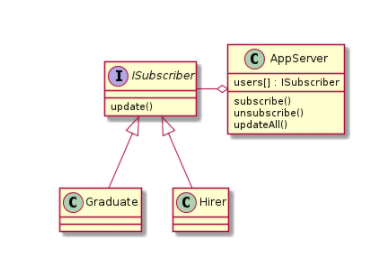 I ISubscriber
update()
C AppServer
users[] : ISubscriber
subscribe()
unsubscribe()
updateAll()
C Graduate
C Hirer